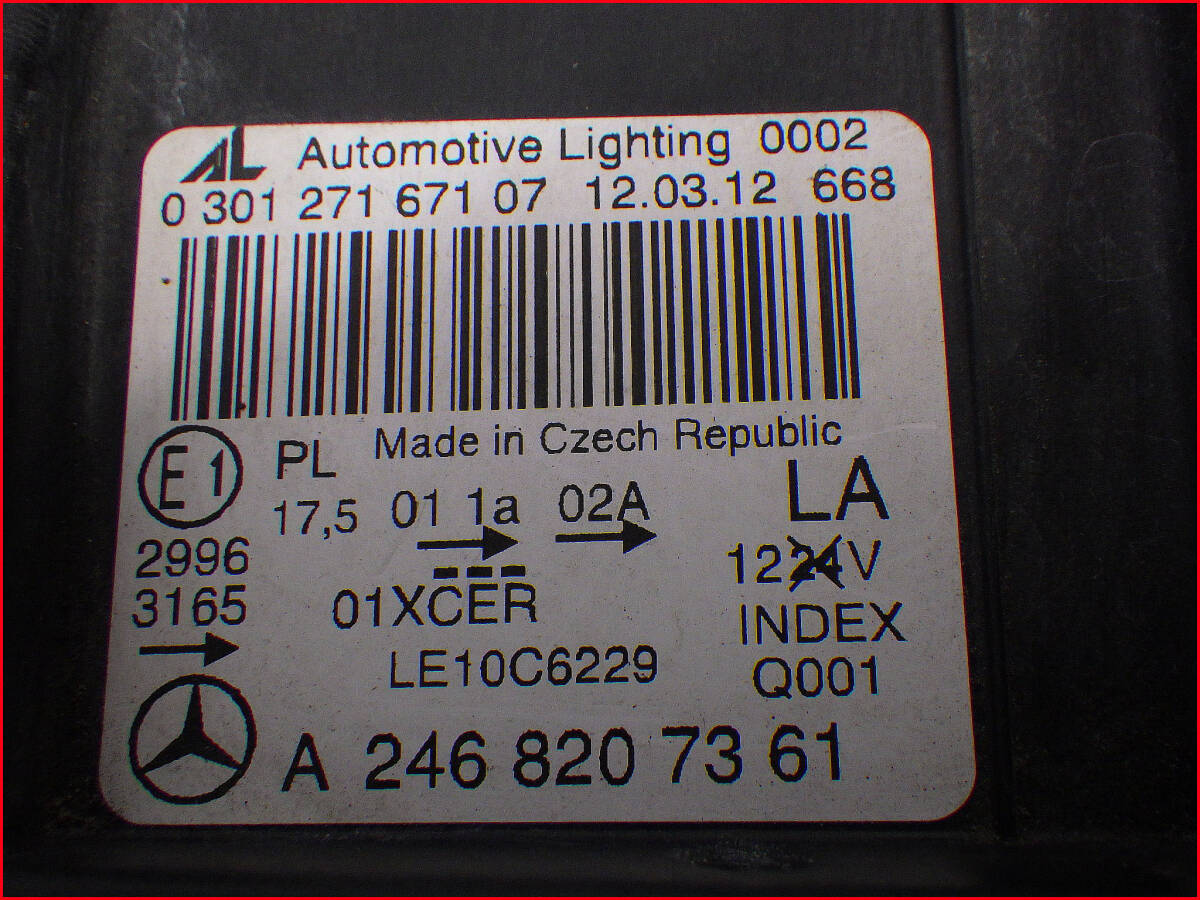 AL Automotive Lighting 0002
0 301 271 671 07 12.03.12 668
Made in Czech Republic
E1 PL LA
17,5 01 1a 02A
2996 12 24 V
3165 01XCER INDEX
LE10C6229 Q001
A 246 820 73 61